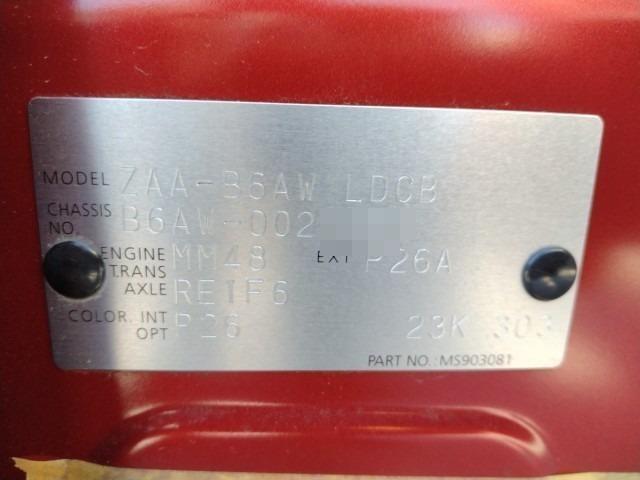 MODEL ZAA-B6AW LDCB
CHASSIS NO. B6AW-002
ENGINE MM48 EXT P26A
TRANS AXLE RE1F6
COLOR. INT OPT P26 23K 303
PART NO.: MS903081